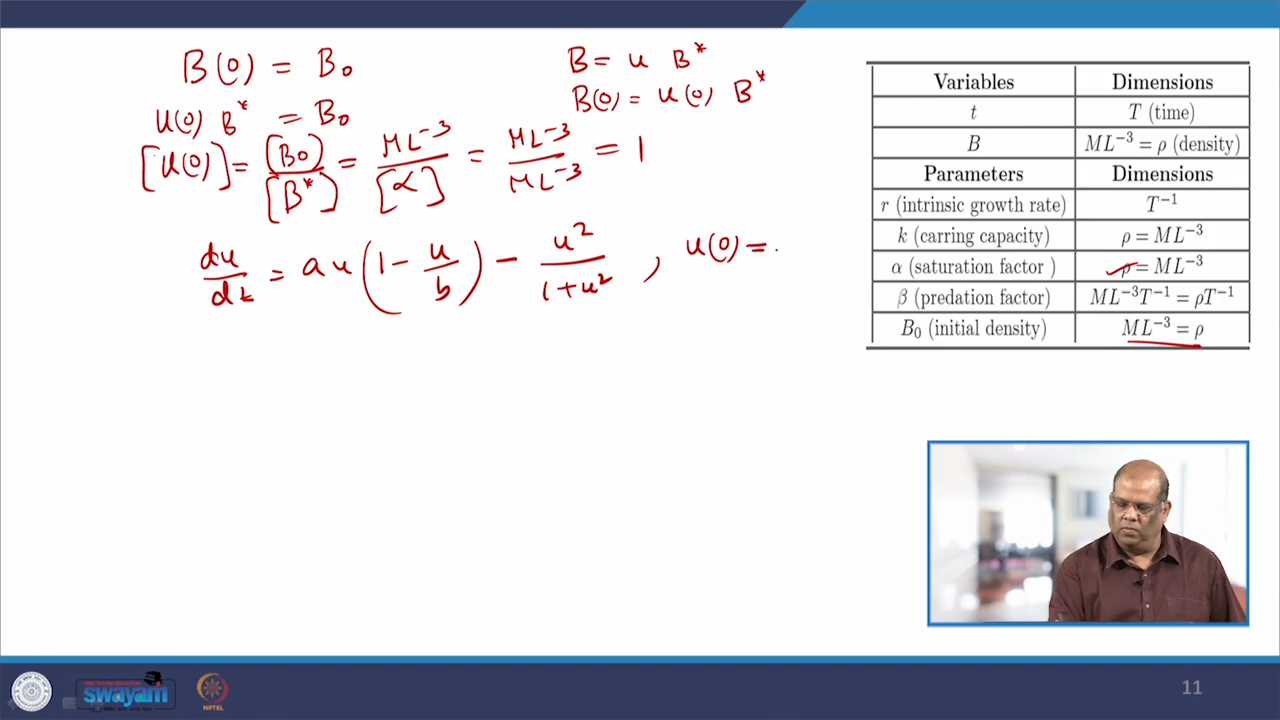 B(0) = B₀
B = u B*
B(0) = u(0) B*
u(0) B* = B₀
[u(0)] = [B₀]/[B*] = ML⁻³/[α] = ML⁻³/ML⁻³ = 1
du/dt = au(1 - u/b) - u²/(1+u²) , u(0) =
Variables Dimensions
t T (time)
B ML⁻³ = ρ (density)
Parameters Dimensions
r (intrinsic growth rate) T⁻¹
k (carring capacity) ρ = ML⁻³
α (saturation factor ) ρ = ML⁻³
β (predation factor) ML⁻³T⁻¹ = ρT⁻¹
B₀ (initial density) ML⁻³ = ρ
swayam
NPTEL
11